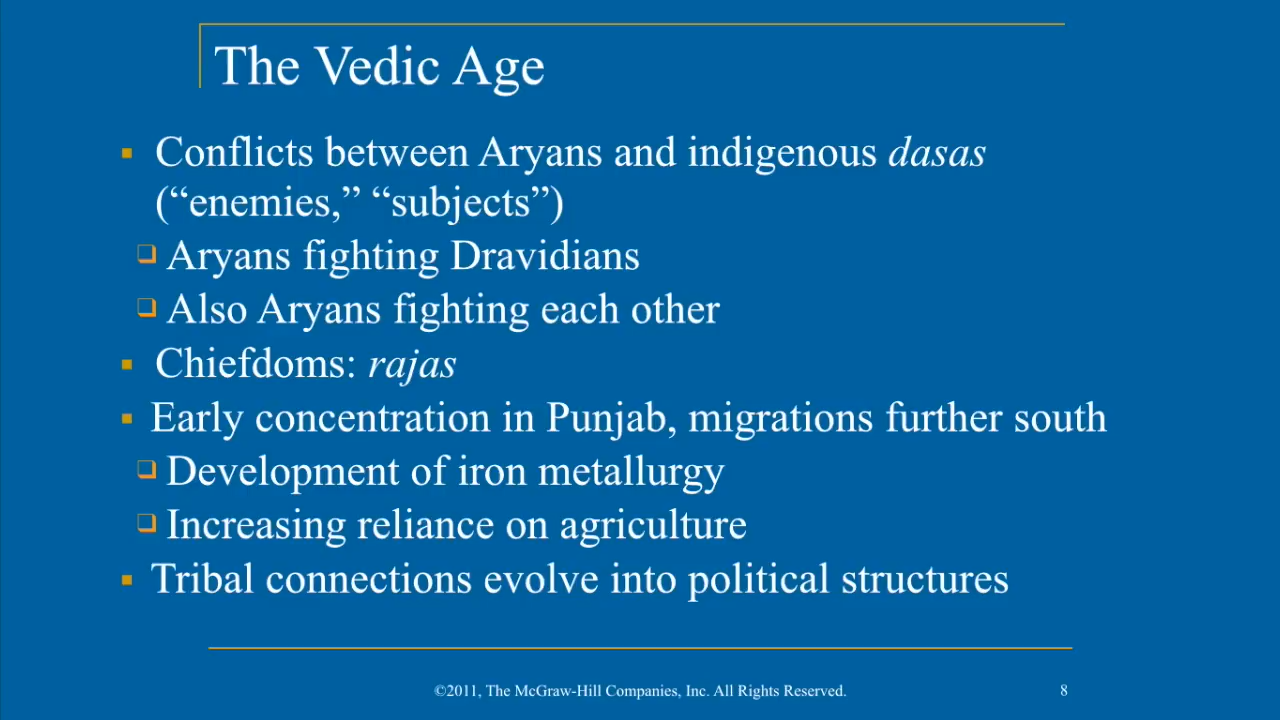 The Vedic Age
▪ Conflicts between Aryans and indigenous dasas
(“enemies,” “subjects”)
❑ Aryans fighting Dravidians
❑ Also Aryans fighting each other
▪ Chiefdoms: rajas
▪ Early concentration in Punjab, migrations further south
❑ Development of iron metallurgy
❑ Increasing reliance on agriculture
▪ Tribal connections evolve into political structures
©2011, The McGraw-Hill Companies, Inc. All Rights Reserved.
8